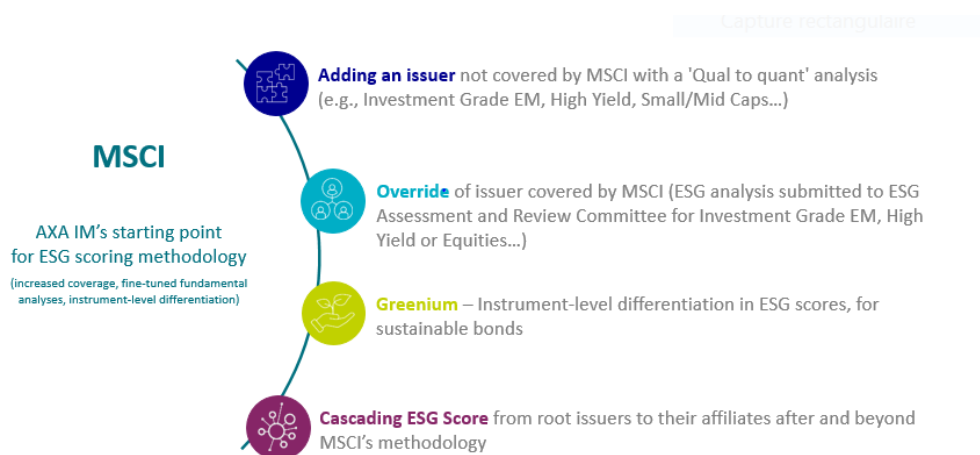 Capture rectangulaire
Adding an issuer not covered by MSCI with a 'Qual to quant' analysis
(e.g., Investment Grade EM, High Yield, Small/Mid Caps…)
MSCI
AXA IM's starting point
for ESG scoring methodology
(increased coverage, fine-tuned fundamental
analyses, instrument-level differentiation)
Override of issuer covered by MSCI (ESG analysis submitted to ESG
Assessment and Review Committee for Investment Grade EM, High
Yield or Equities…)
Greenium – Instrument-level differentiation in ESG scores, for
sustainable bonds
Cascading ESG Score from root issuers to their affiliates after and beyond
MSCI's methodology